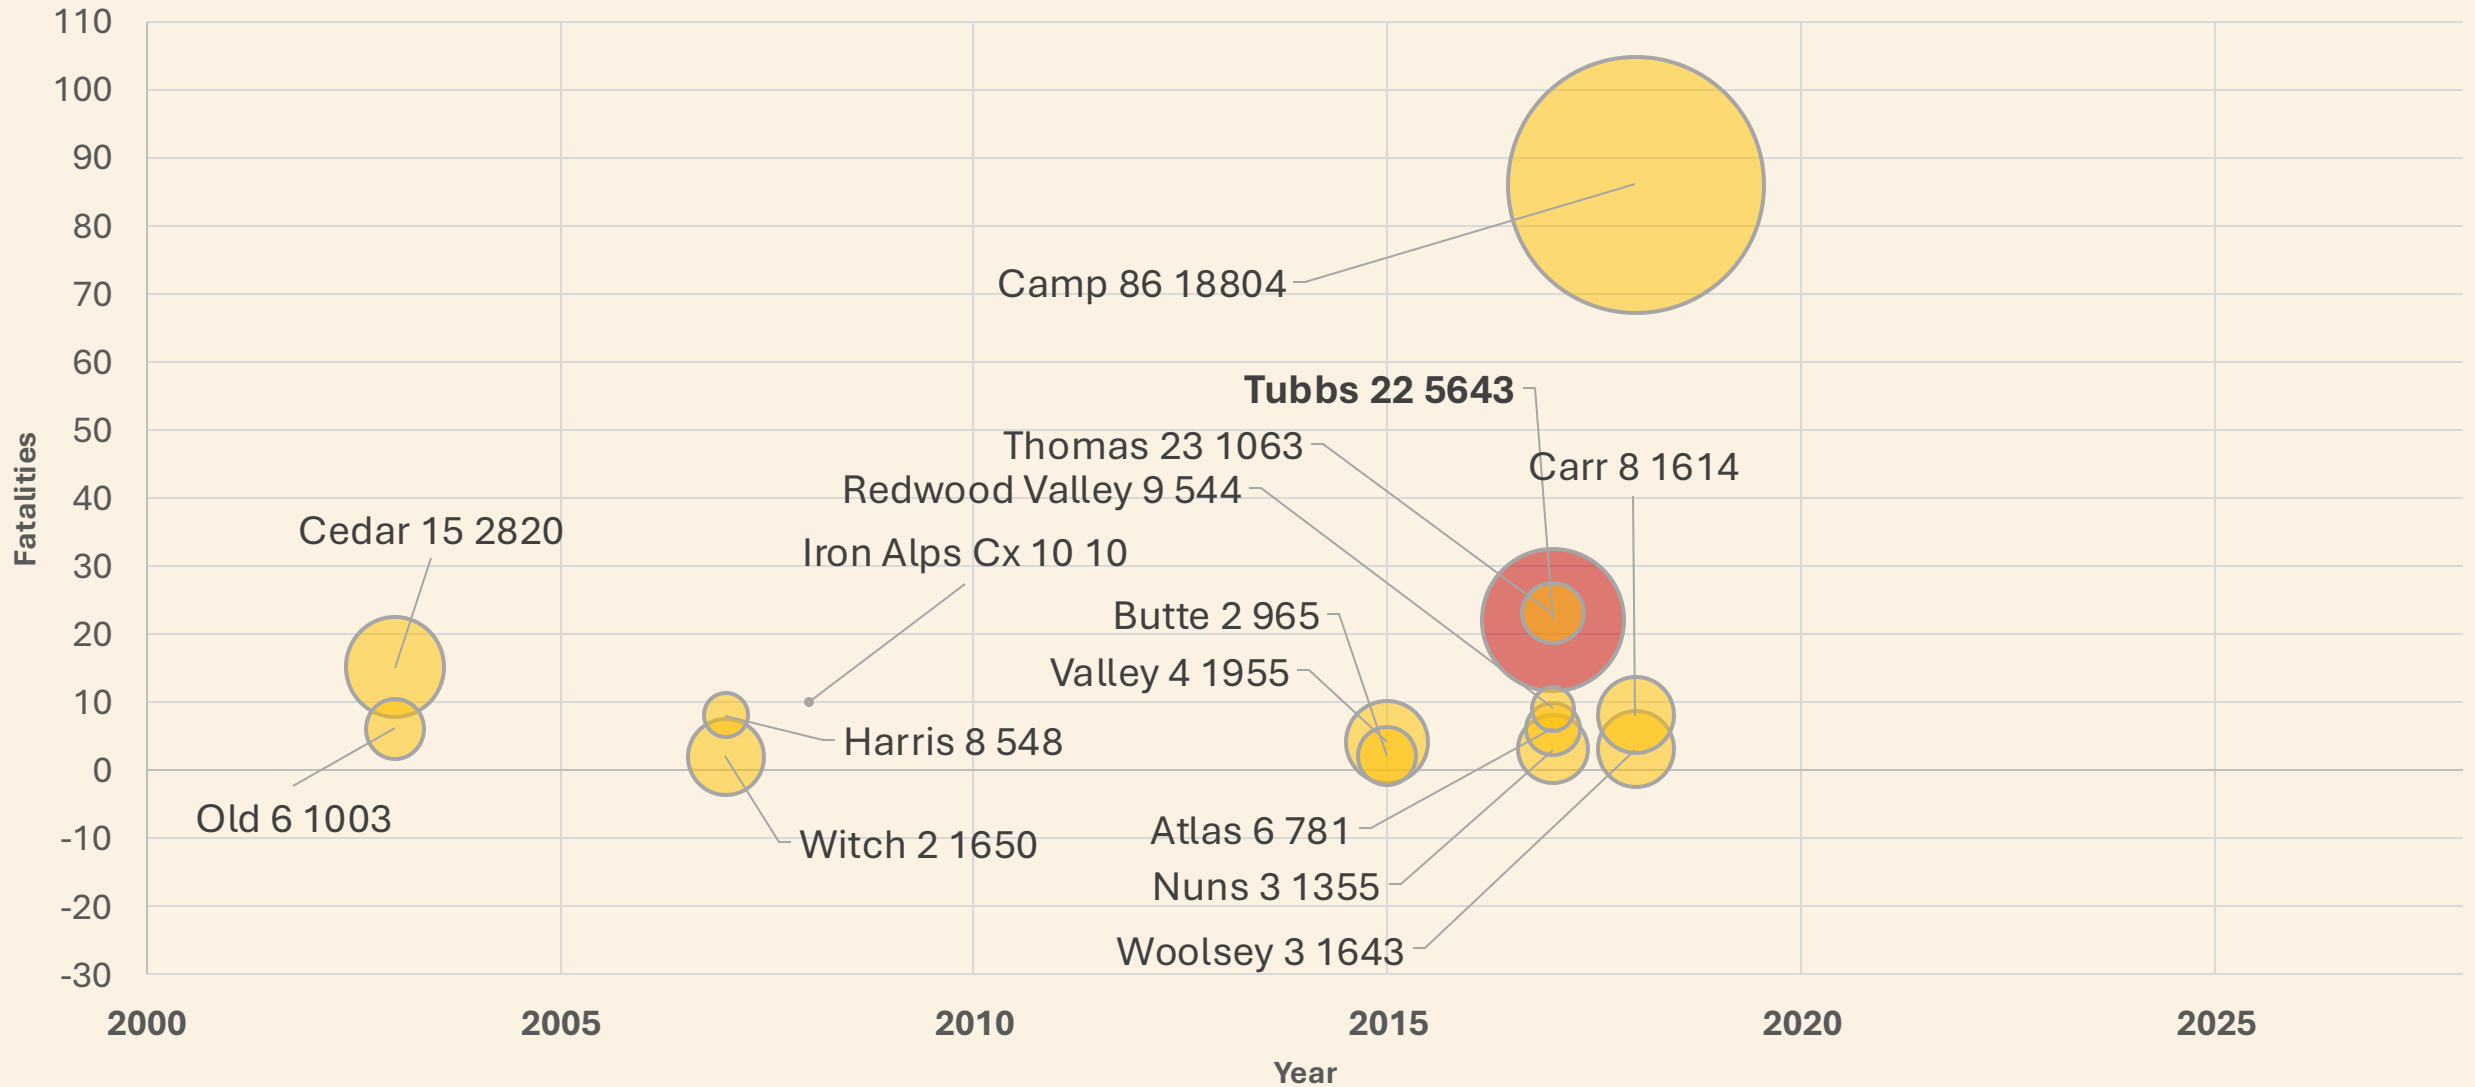 110
100
90
80
70
60
50
40
30
20
10
0
-10
-20
-30
Fatalities
Camp 86 18804
Tubbs 22 5643
Thomas 23 1063
Carr 8 1614
Redwood Valley 9 544
Cedar 15 2820
Iron Alps Cx 10 10
Butte 2 965
Valley 4 1955
Harris 8 548
Old 6 1003
Witch 2 1650
Atlas 6 781
Nuns 3 1355
Woolsey 3 1643
2000 2005 2010 2015 2020 2025
Year